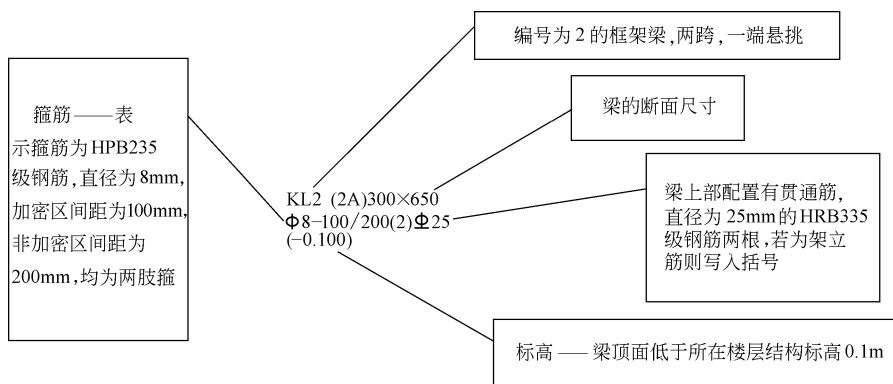 编号为 2 的框架梁,两跨,一端悬挑
梁的断面尺寸
箍筋——表
示箍筋为HPB235
级钢筋,直径为8mm,
加密区间距为100mm,
非加密区间距为
200mm,均为两肢箍
KL2 (2A)300×650
Φ8-100/200(2)⏀25
(-0.100)
梁上部配置有贯通筋,
直径为25mm的HRB335
级钢筋两根,若为架立
筋则写入括号
标高 — 梁顶面低于所在楼层结构标高 0.1m